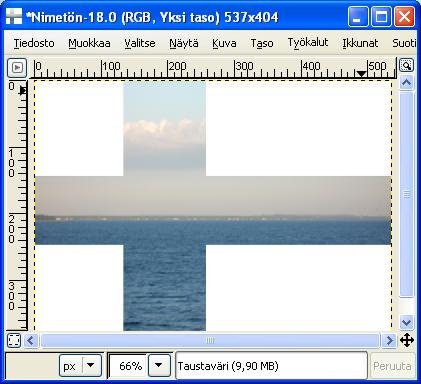 *Nimetön-18.0 (RGB, Yksi taso) 537x404
Tiedosto Muokkaa Valitse Näytä Kuva Taso Työkalut Ikkunat Suoti
0 100 200 300 400 500
0
100
200
300
px 66% Taustaväri (9,90 MB) Peruuta